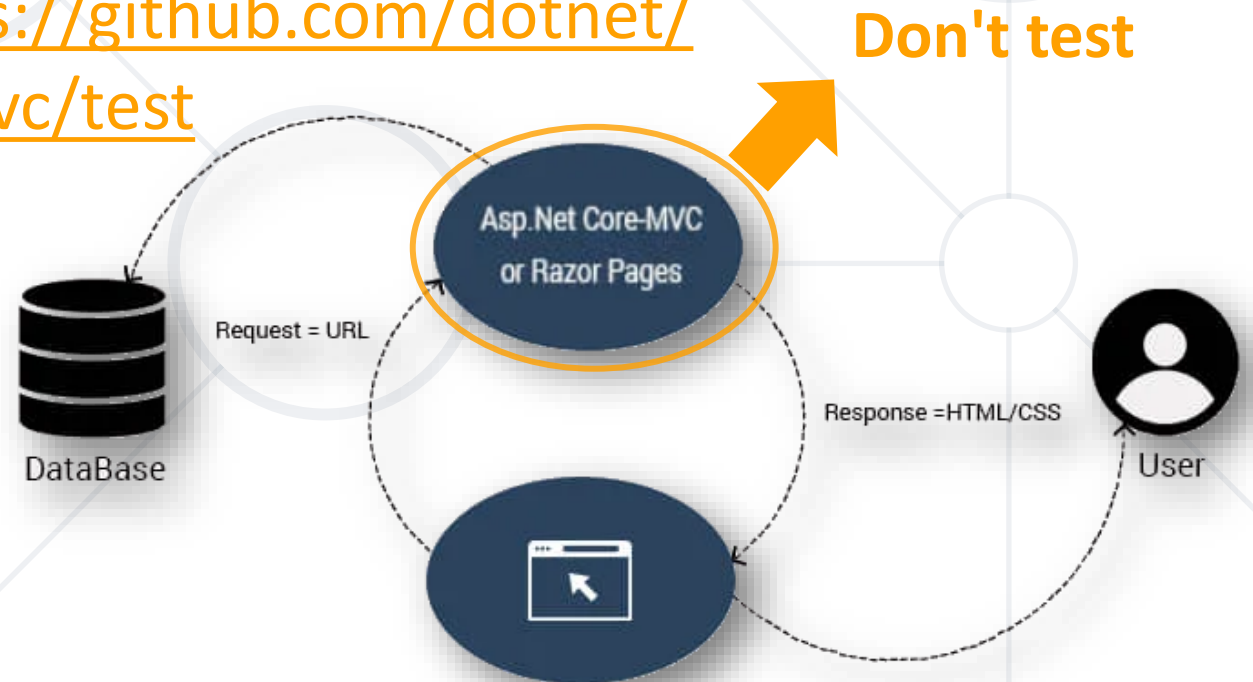 s://github.com/dotnet/
vc/test
Don't test
Asp.Net Core-MVC
or Razor Pages
Request = URL
Response =HTML/CSS
DataBase
User